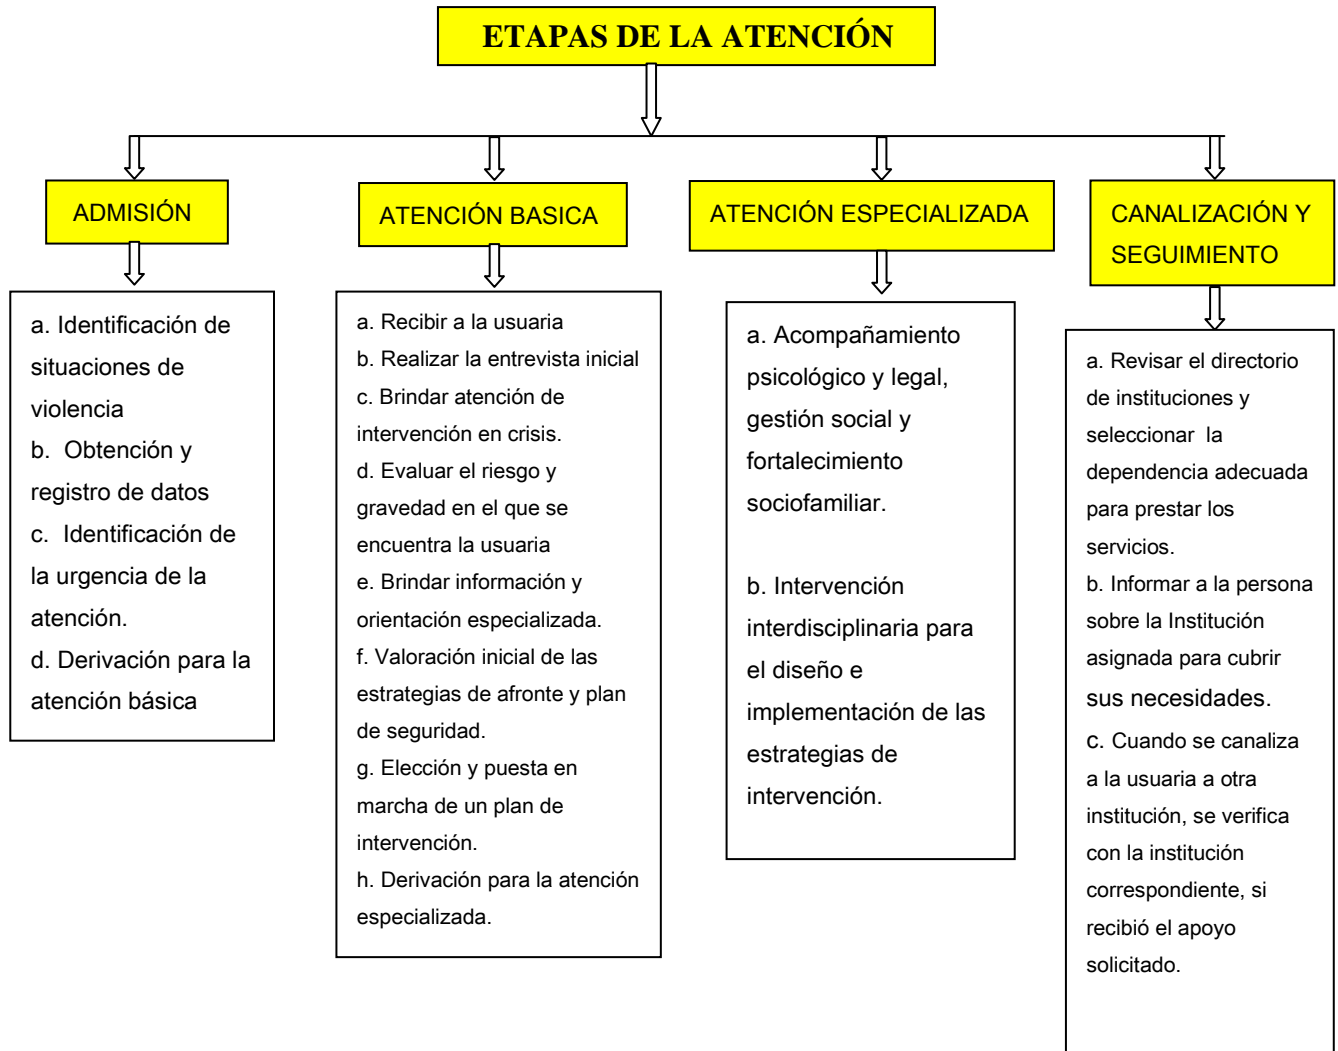 ETAPAS DE LA ATENCIÓN
ADMISIÓN
a. Identificación de
situaciones de
violencia
b. Obtención y
registro de datos
c. Identificación de
la urgencia de la
atención.
d. Derivación para la
atención básica
ATENCIÓN BASICA
a. Recibir a la usuaria
b. Realizar la entrevista inicial
c. Brindar atención de
intervención en crisis.
d. Evaluar el riesgo y
gravedad en el que se
encuentra la usuaria
e. Brindar información y
orientación especializada.
f. Valoración inicial de las
estrategias de afronte y plan
de seguridad.
g. Elección y puesta en
marcha de un plan de
intervención.
h. Derivación para la atención
especializada.
ATENCIÓN ESPECIALIZADA
a. Acompañamiento
psicológico y legal,
gestión social y
fortalecimiento
sociofamiliar.
b. Intervención
interdisciplinaria para
el diseño e
implementación de las
estrategias de
intervención.
CANALIZACIÓN Y
SEGUIMIENTO
a. Revisar el directorio
de instituciones y
seleccionar la
dependencia adecuada
para prestar los
servicios.
b. Informar a la persona
sobre la Institución
asignada para cubrir
sus necesidades.
c. Cuando se canaliza
a la usuaria a otra
institución, se verifica
con la institución
correspondiente, si
recibió el apoyo
solicitado.